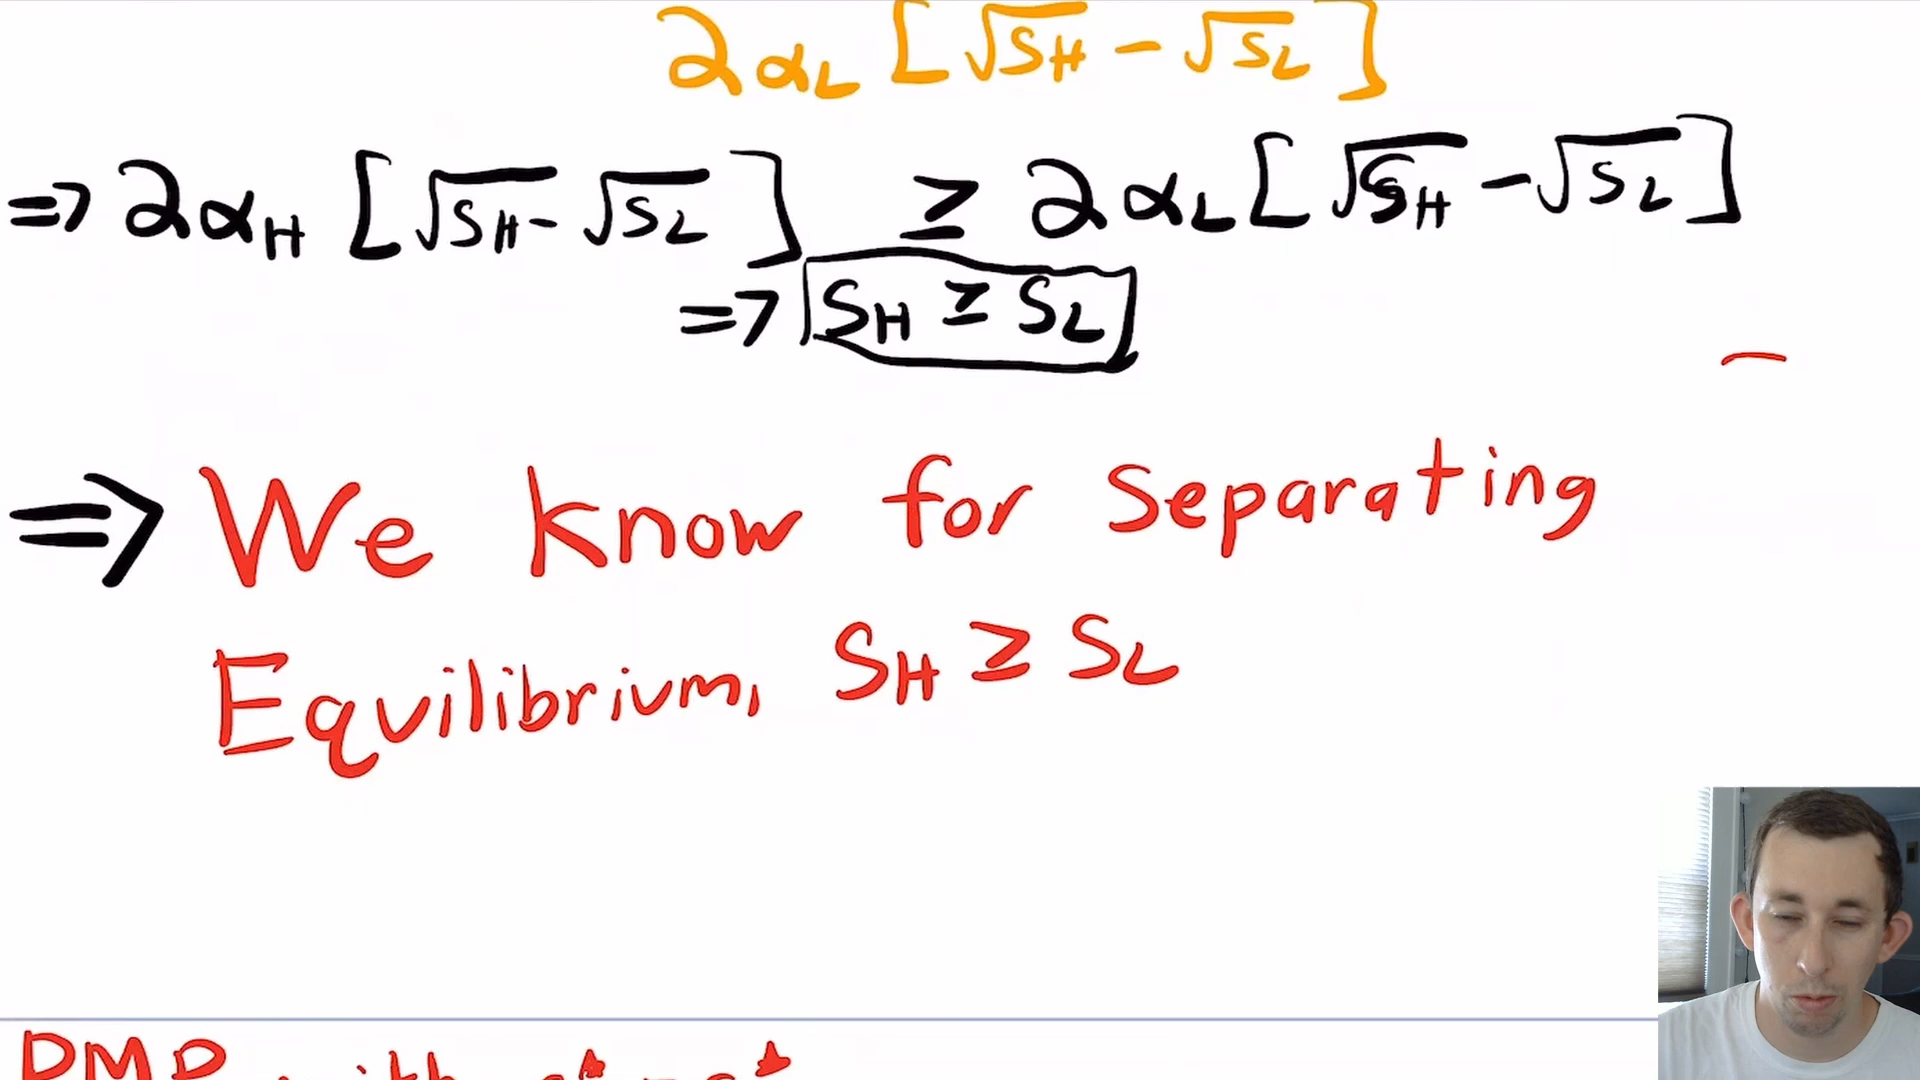 2α_L [√S_H − √S_L]
⇒ 2α_H [√S_H − √S_L] ≥ 2α_L [√S_H − √S_L]
⇒ S_H ≥ S_L
⇒ We know for separating
Equilibrium, S_H ≥ S_L